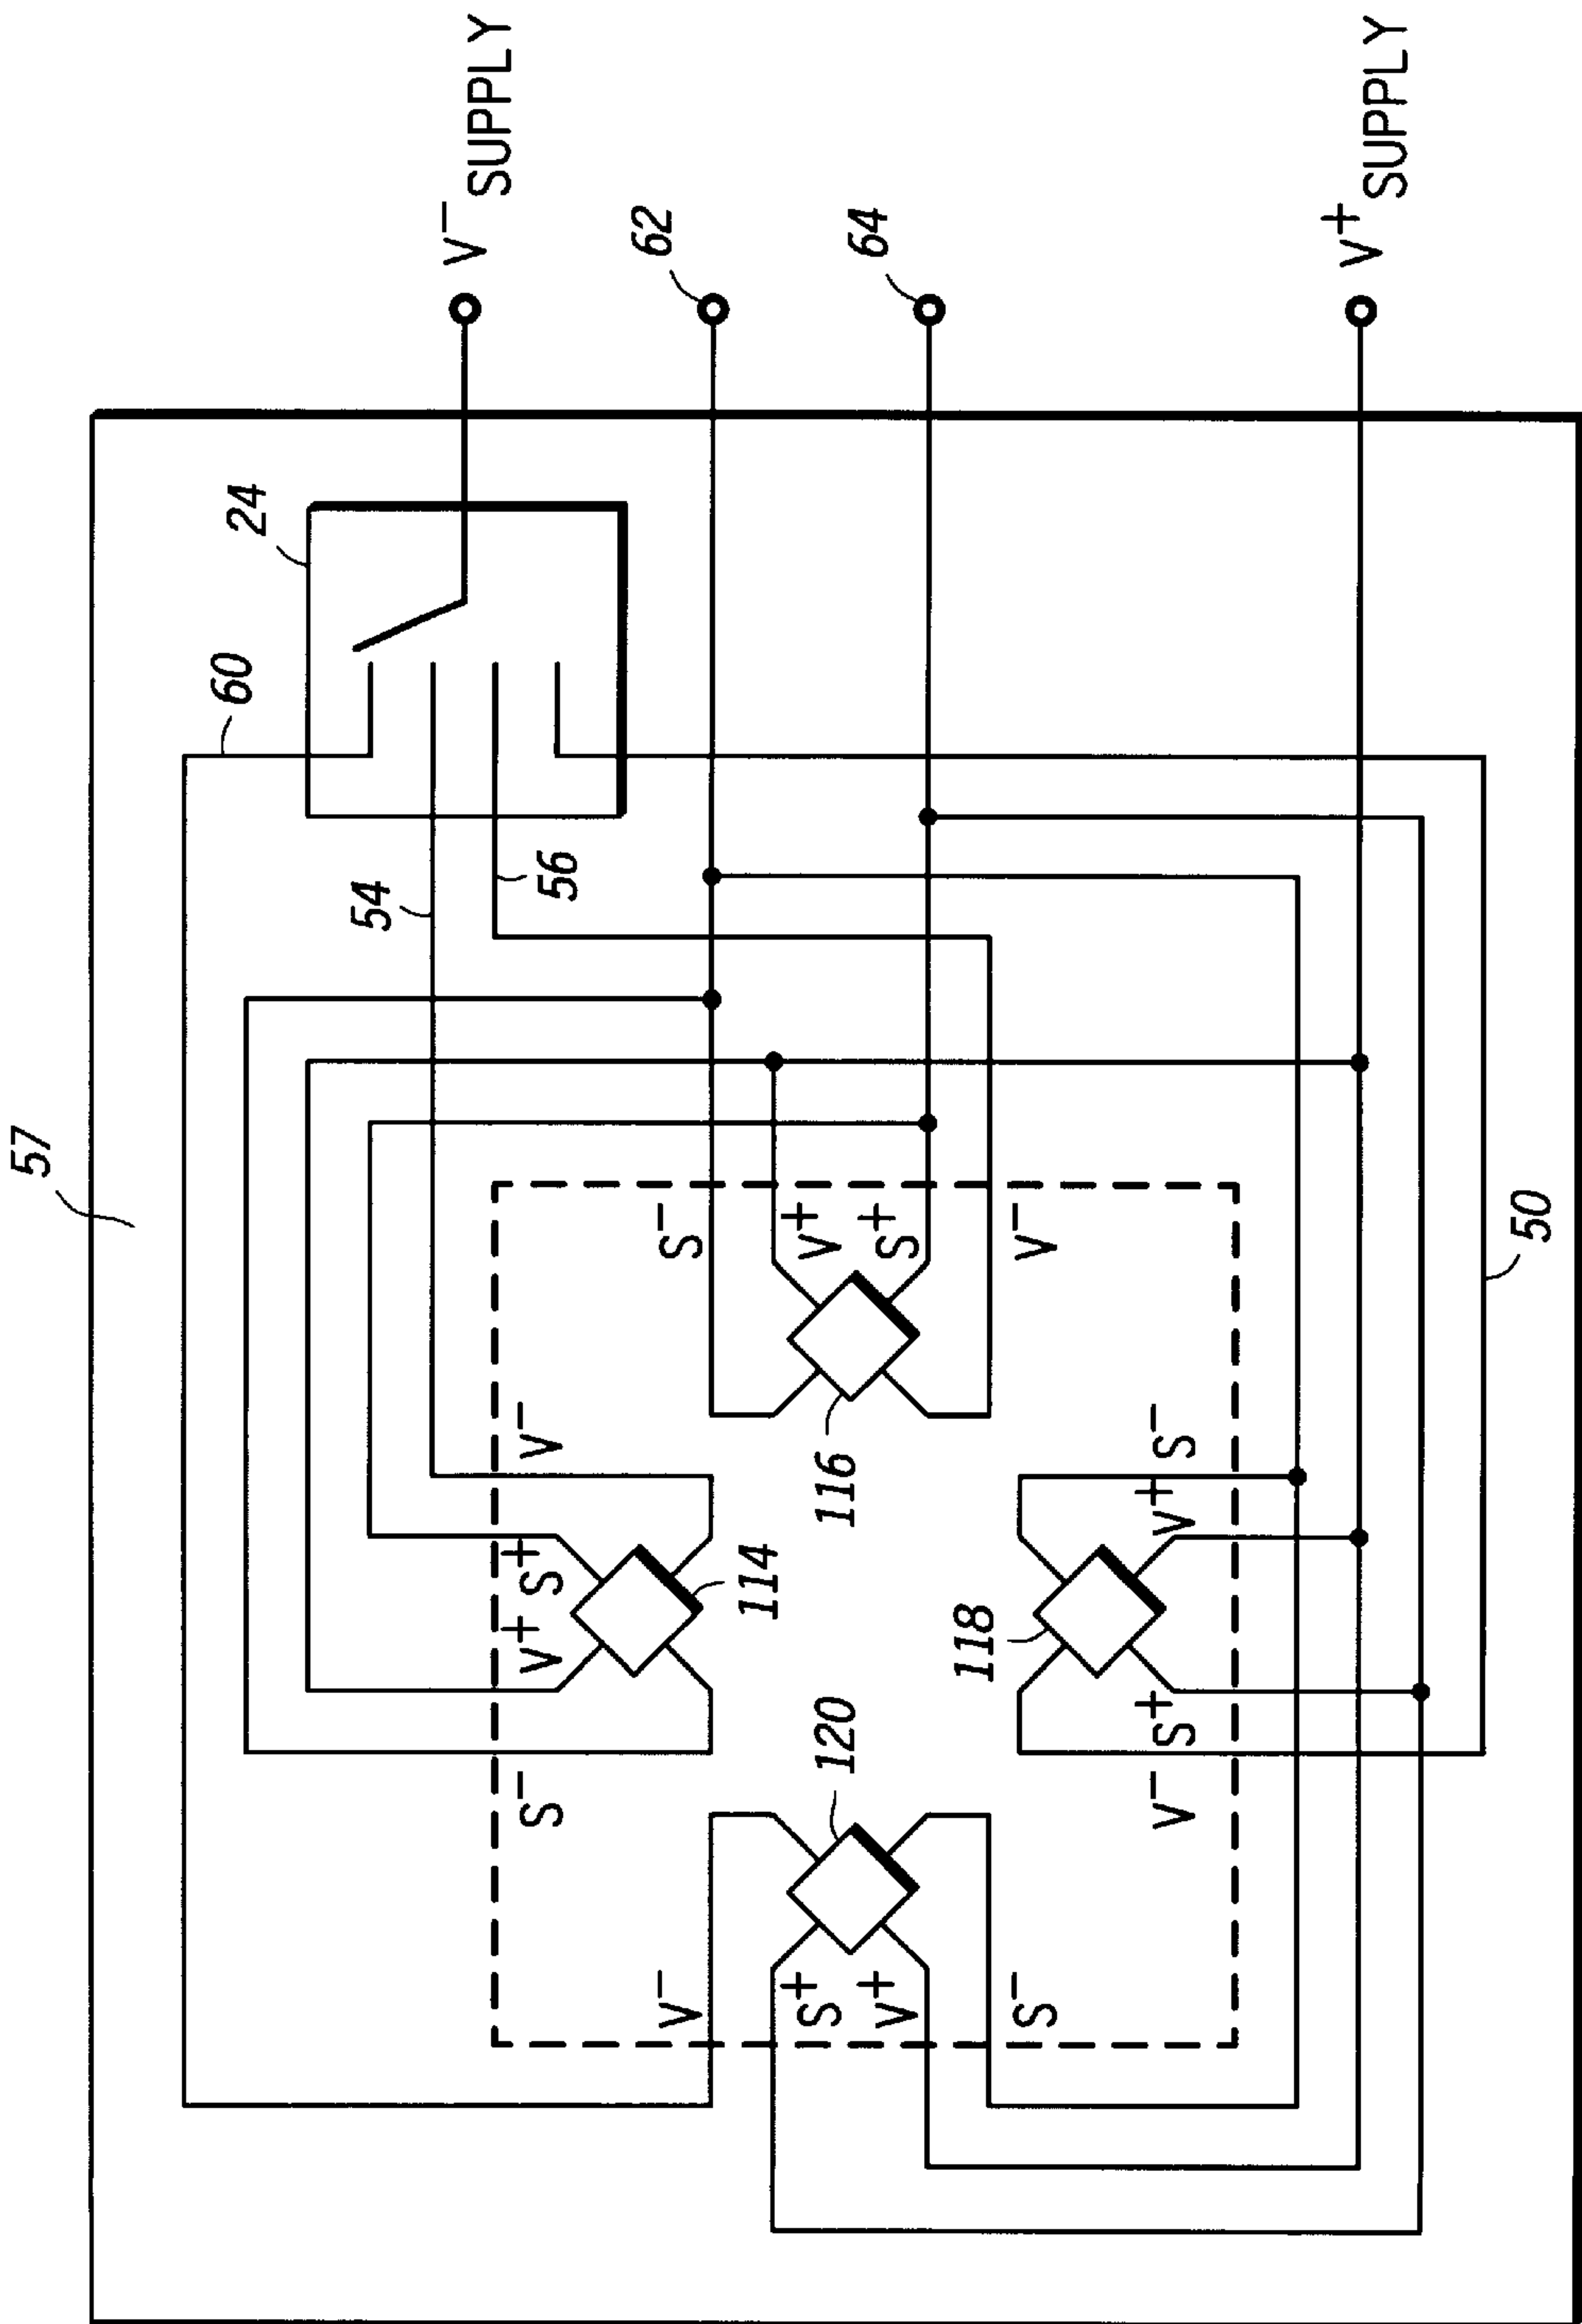 57
60
24
V⁻SUPPLY
54
56
62
64
V⁺SUPPLY
S⁻
V⁺
S⁺
V⁻
116
V⁻
S⁺
V⁺
S⁻
114
S⁻
V⁺
S⁺
V⁻
118
120
V⁻
S⁺
V⁺
S⁻
50